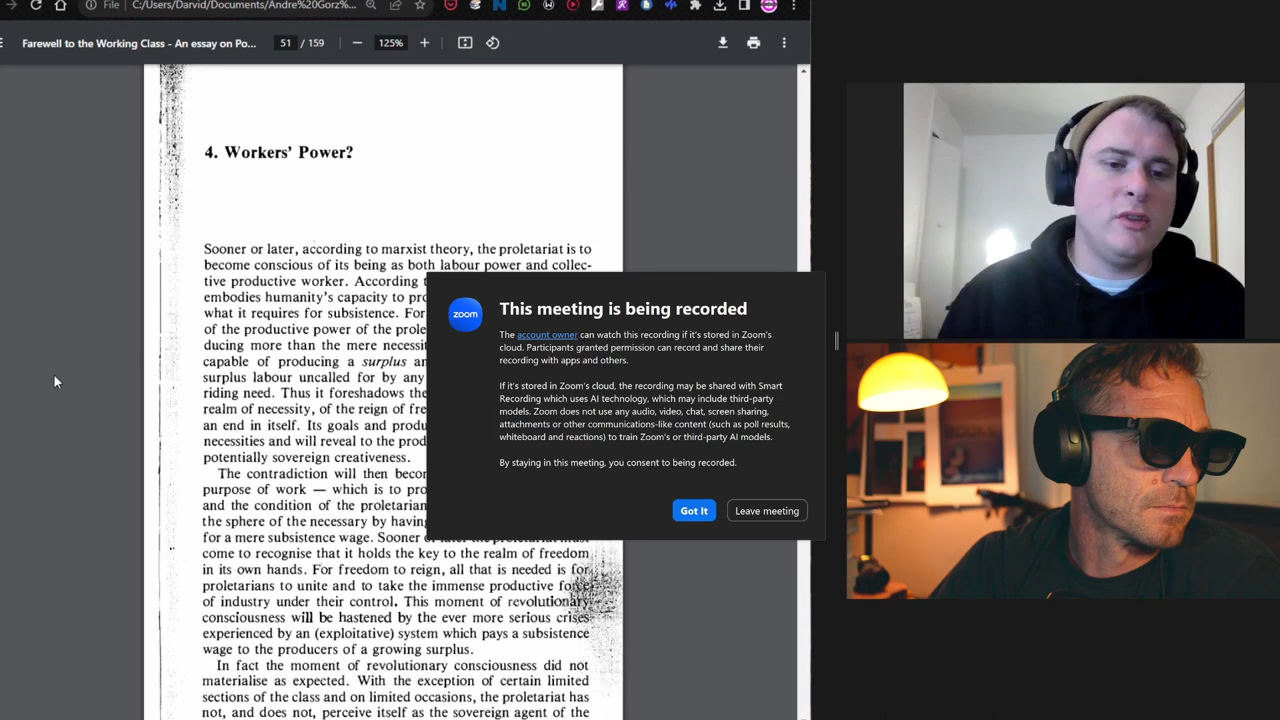 File
C:/Users/Darvid/Documents/Andre%20Gorz%...
Farewell to the Working Class - An essay on Po...
51 / 159
125%
4. Workers' Power?
Sooner or later, according to marxist theory, the proletariat is to
become conscious of its being as both labour power and collec-
tive productive worker. According
embodies humanity's capacity to pro
what it requires for subsistence. For
of the productive power of the prole
ducing more than the mere necessit
capable of producing a surplus an
surplus labour uncalled for by any
riding need. Thus it foreshadows the
realm of necessity, of the reign of fre
an end in itself. Its goals and produ
necessities and will reveal to the prod
potentially sovereign creativeness.
The contradiction will then becom
purpose of work — which is to pro
and the condition of the proletarian
the sphere of the necessary by having
for a mere subsistence wage. Sooner or later the proletariat must
come to recognise that it holds the key to the realm of freedom
in its own hands. For freedom to reign, all that is needed is for
proletarians to unite and to take the immense productive force
of industry under their control. This moment of revolutionary
consciousness will be hastened by the ever more serious crises
experienced by an (exploitative) system which pays a subsistence
wage to the producers of a growing surplus.
In fact the moment of revolutionary consciousness did not
materialise as expected. With the exception of certain limited
sections of the class and on limited occasions, the proletariat has
not, and does not, perceive itself as the sovereign agent of the
zoom
This meeting is being recorded
The account owner can watch this recording if it's stored in Zoom's
cloud. Participants granted permission can record and share their
recording with apps and others.
If it's stored in Zoom's cloud, the recording may be shared with Smart
Recording which uses AI technology, which may include third-party
models. Zoom does not use any audio, video, chat, screen sharing,
attachments or other communications-like content (such as poll results,
whiteboard and reactions) to train Zoom's or third-party AI models.
By staying in this meeting, you consent to being recorded.
Got It
Leave meeting